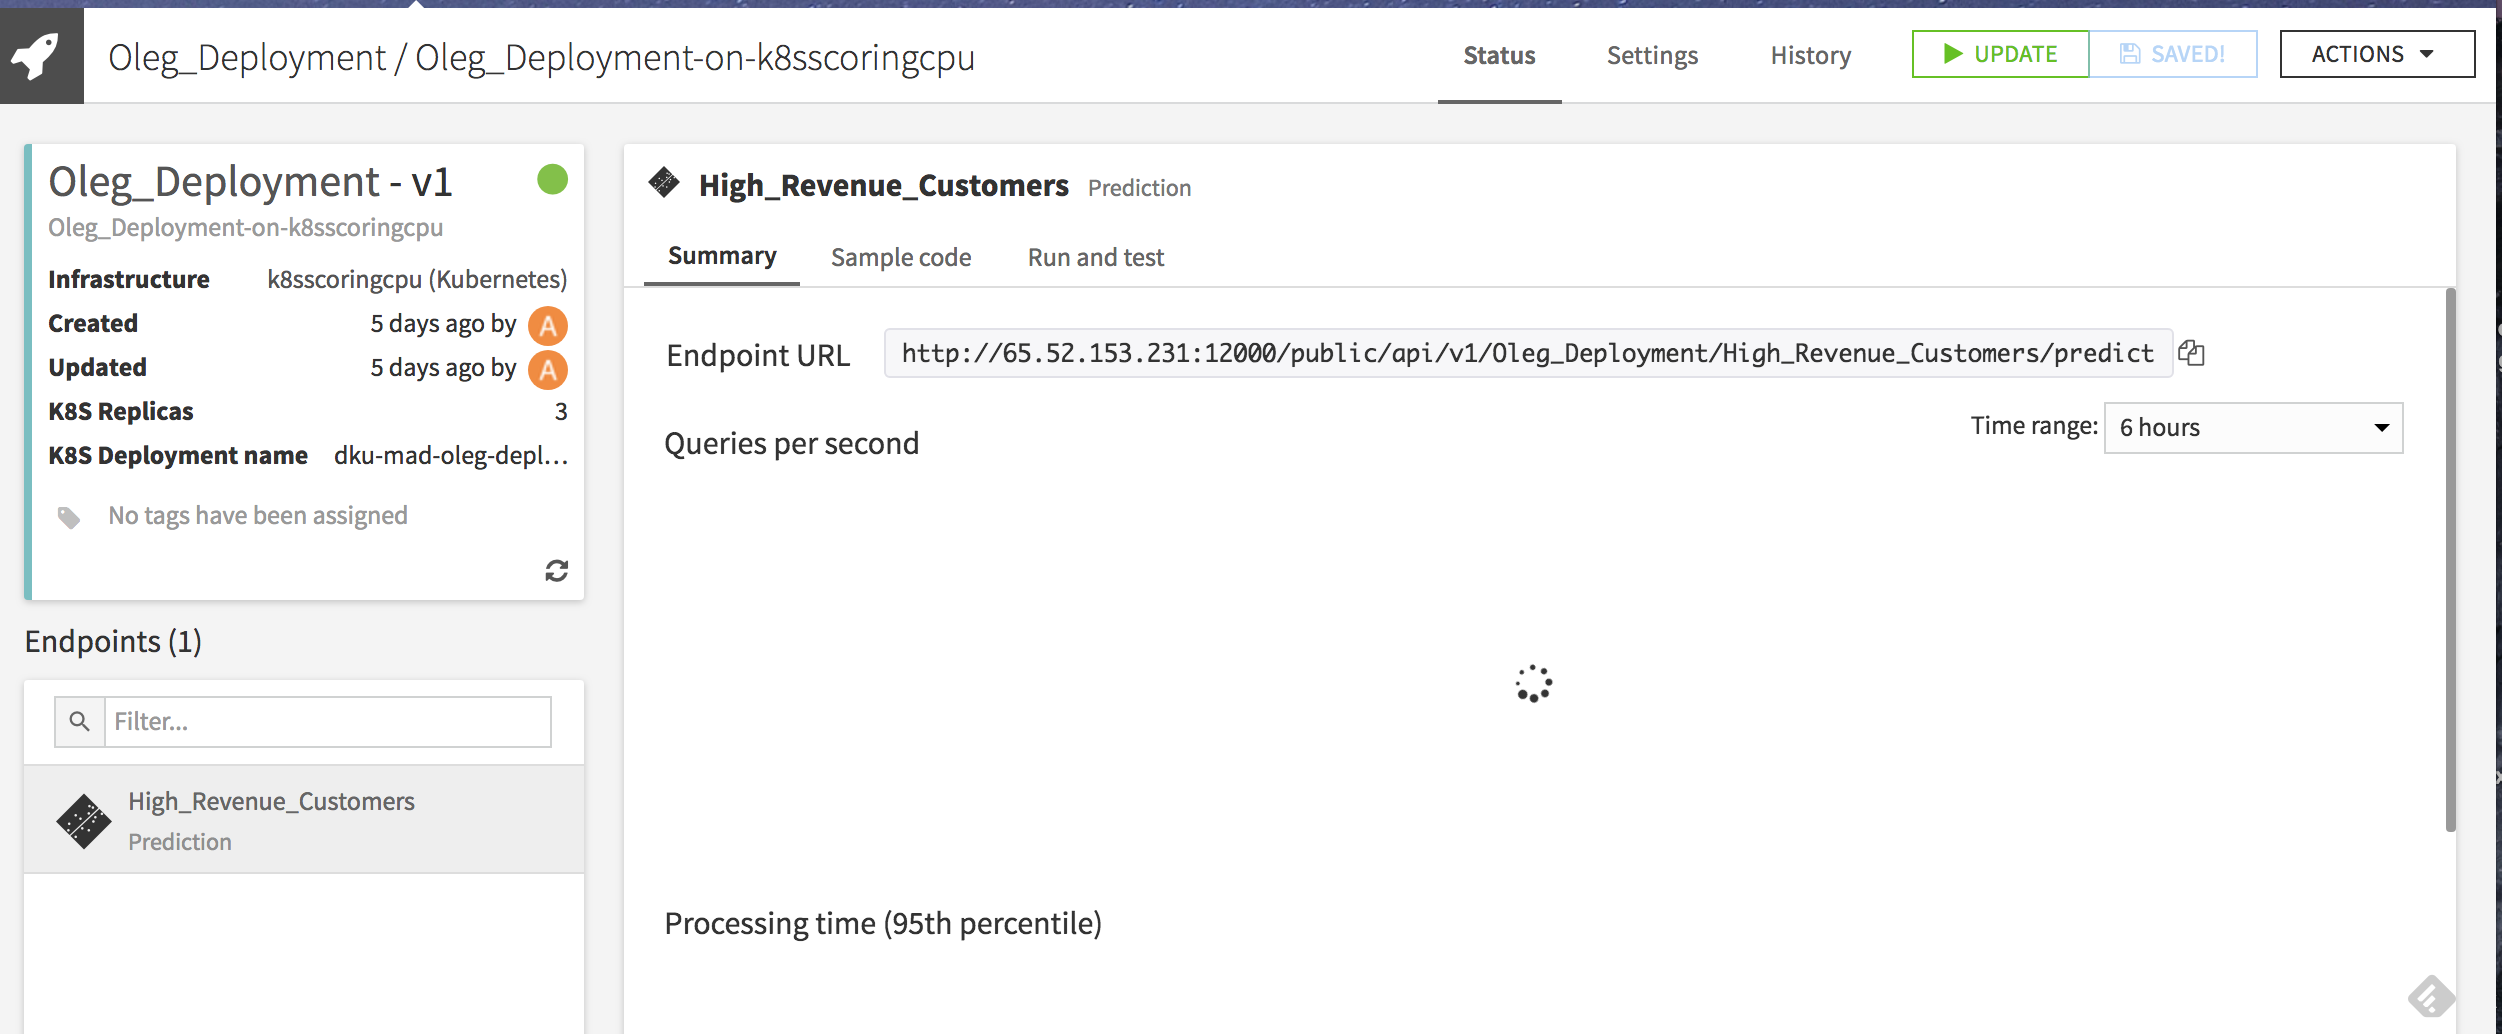 Oleg_Deployment / Oleg_Deployment-on-k8sscoringcpu
Status Settings History UPDATE SAVED! ACTIONS
Oleg_Deployment - v1
Oleg_Deployment-on-k8sscoringcpu
Infrastructure k8sscoringcpu (Kubernetes)
Created 5 days ago by A
Updated 5 days ago by A
K8S Replicas 3
K8S Deployment name dku-mad-oleg-depl...
No tags have been assigned
Endpoints (1)
Filter...
High_Revenue_Customers
Prediction
High_Revenue_Customers Prediction
Summary Sample code Run and test
Endpoint URL http://65.52.153.231:12000/public/api/v1/Oleg_Deployment/High_Revenue_Customers/predict
Time range: 6 hours
Queries per second
Processing time (95th percentile)